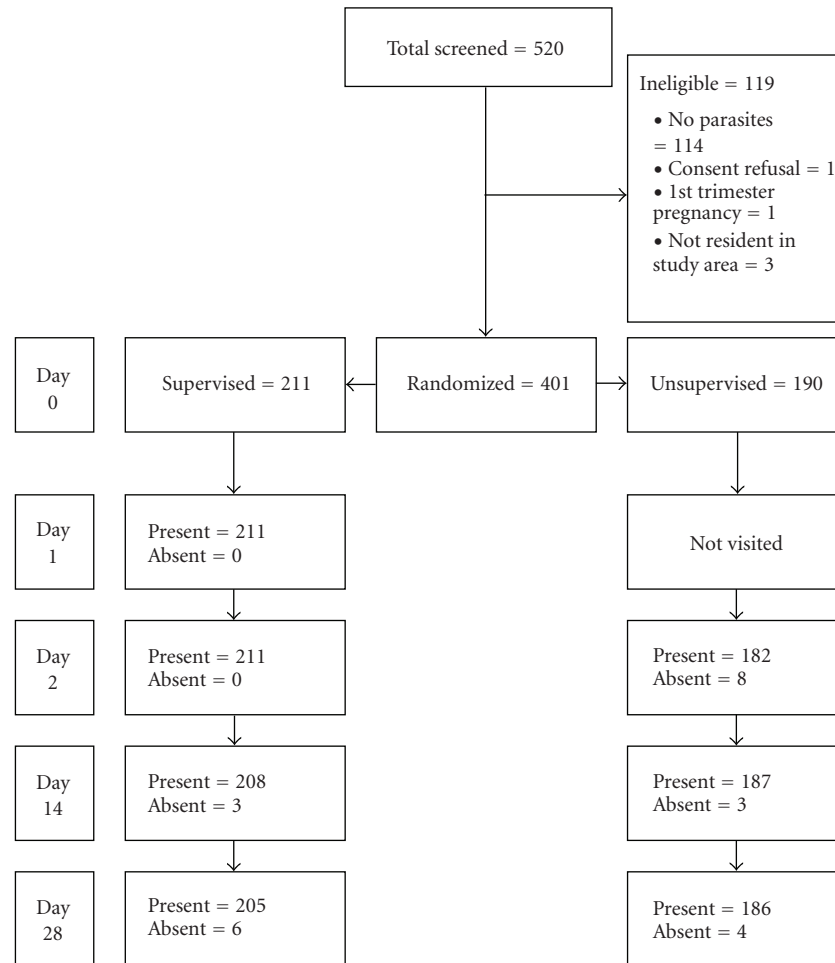 Total screened = 520
Ineligible = 119
• No parasites
= 114
• Consent refusal = 1
• 1st trimester
pregnancy = 1
• Not resident in
study area = 3
Day
0
Supervised = 211
Randomized = 401
Unsupervised = 190
Day
1
Present = 211
Absent = 0
Not visited
Day
2
Present = 211
Absent = 0
Present = 182
Absent = 8
Day
14
Present = 208
Absent = 3
Present = 187
Absent = 3
Day
28
Present = 205
Absent = 6
Present = 186
Absent = 4